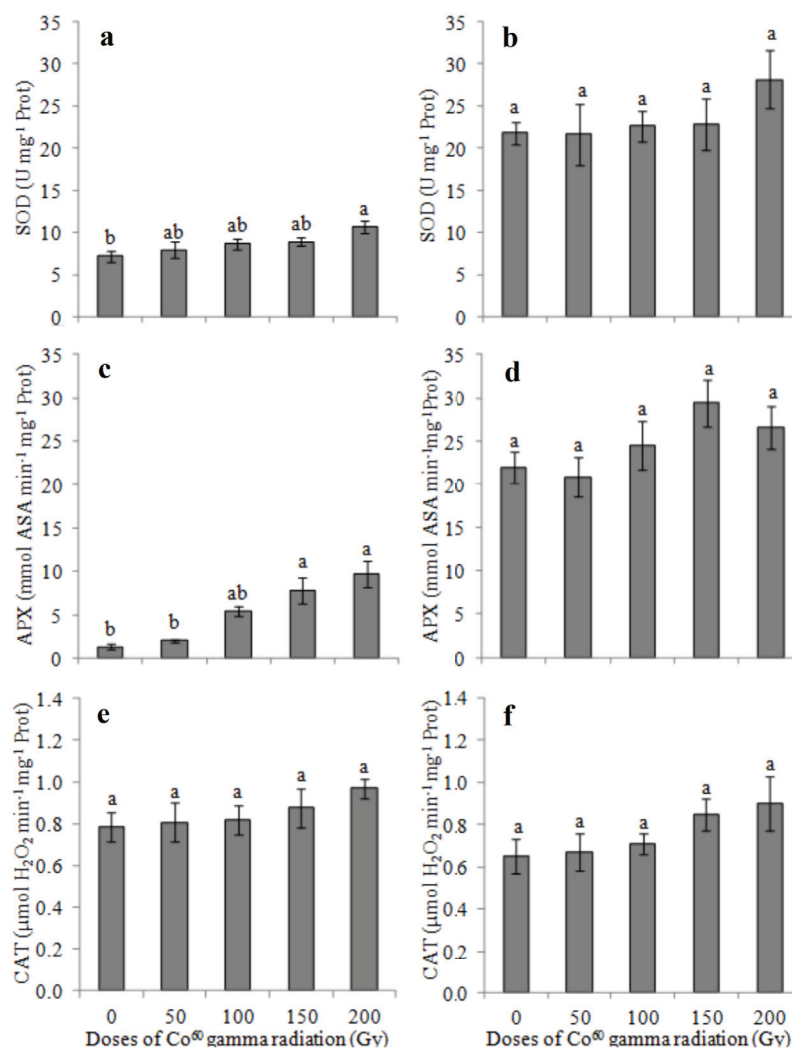 a
b
SOD (U mg⁻¹ Prot)
35
30
25
20
15
10
5
0
b
ab
ab
ab
a
SOD (U mg⁻¹ Prot)
35
30
25
20
15
10
5
0
a
a
a
a
a
c
d
APX (mmol ASA min⁻¹ mg⁻¹ Prot)
35
30
25
20
15
10
5
0
b
b
ab
a
a
APX (mmol ASA min⁻¹mg⁻¹Prot)
35
30
25
20
15
10
5
0
a
a
a
a
a
e
f
CAT (µmol H₂O₂ min⁻¹mg⁻¹ Prot)
1.4
1.2
1.0
0.8
0.6
0.4
0.2
0.0
a
a
a
a
a
0 50 100 150 200
Doses of Co⁶⁰ gamma radiation (Gy)
CAT (µmol H₂O₂ min⁻¹mg⁻¹ Prot)
1.4
1.2
1.0
0.8
0.6
0.4
0.2
0.0
a
a
a
a
a
0 50 100 150 200
Doses of Co⁶⁰ gamma radiation (Gy)